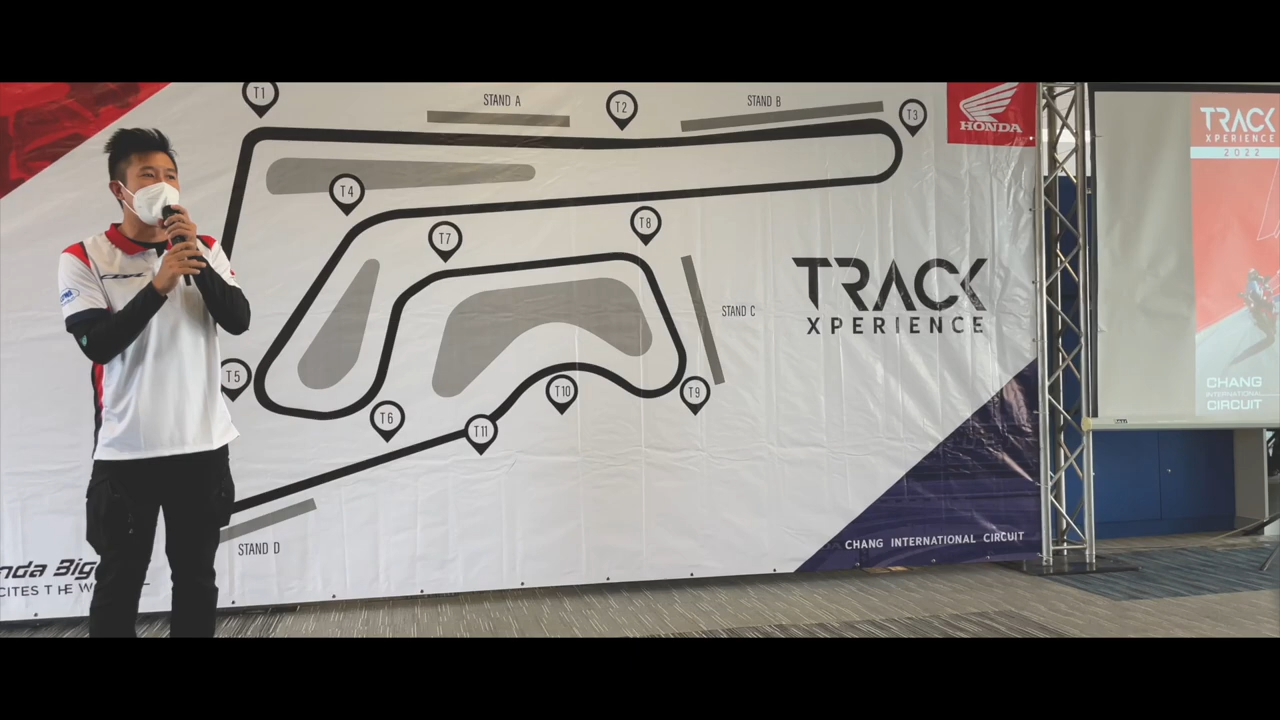 T1
STAND A
T2
STAND B
T3
HONDA
T4
T7
T8
STAND C
TRACK
XPERIENCE
T5
T6
T10
T9
T11
STAND D
CHANG INTERNATIONAL CIRCUIT
TRACK
XPERIENCE
2022
CHANG
INTERNATIONAL
CIRCUIT